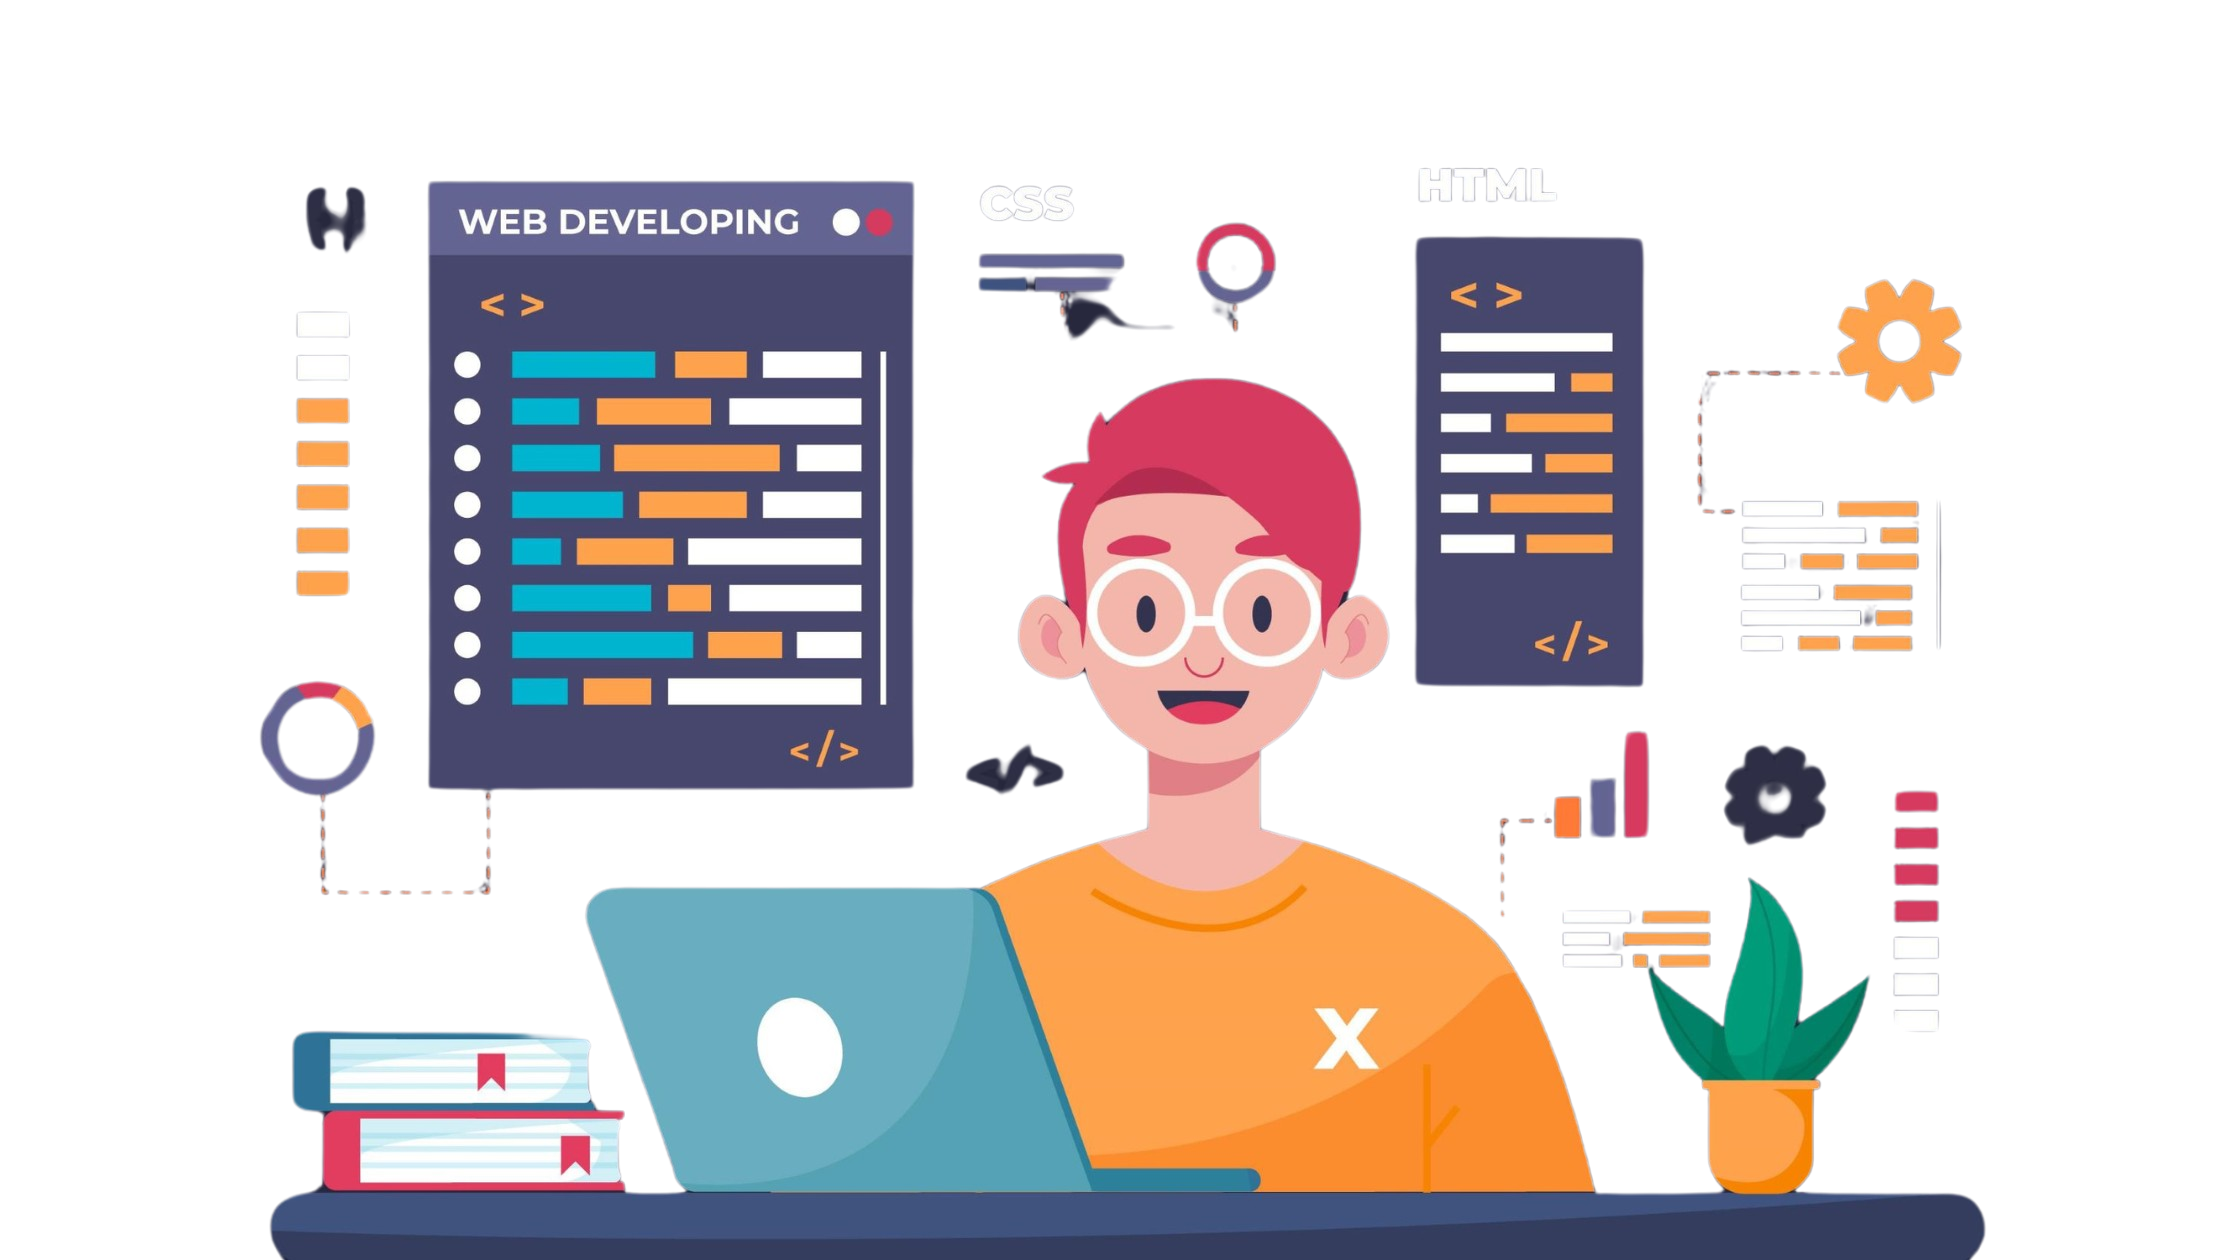 WEB DEVELOPING
< >
</>
CSS
HTML
< >
</>
X